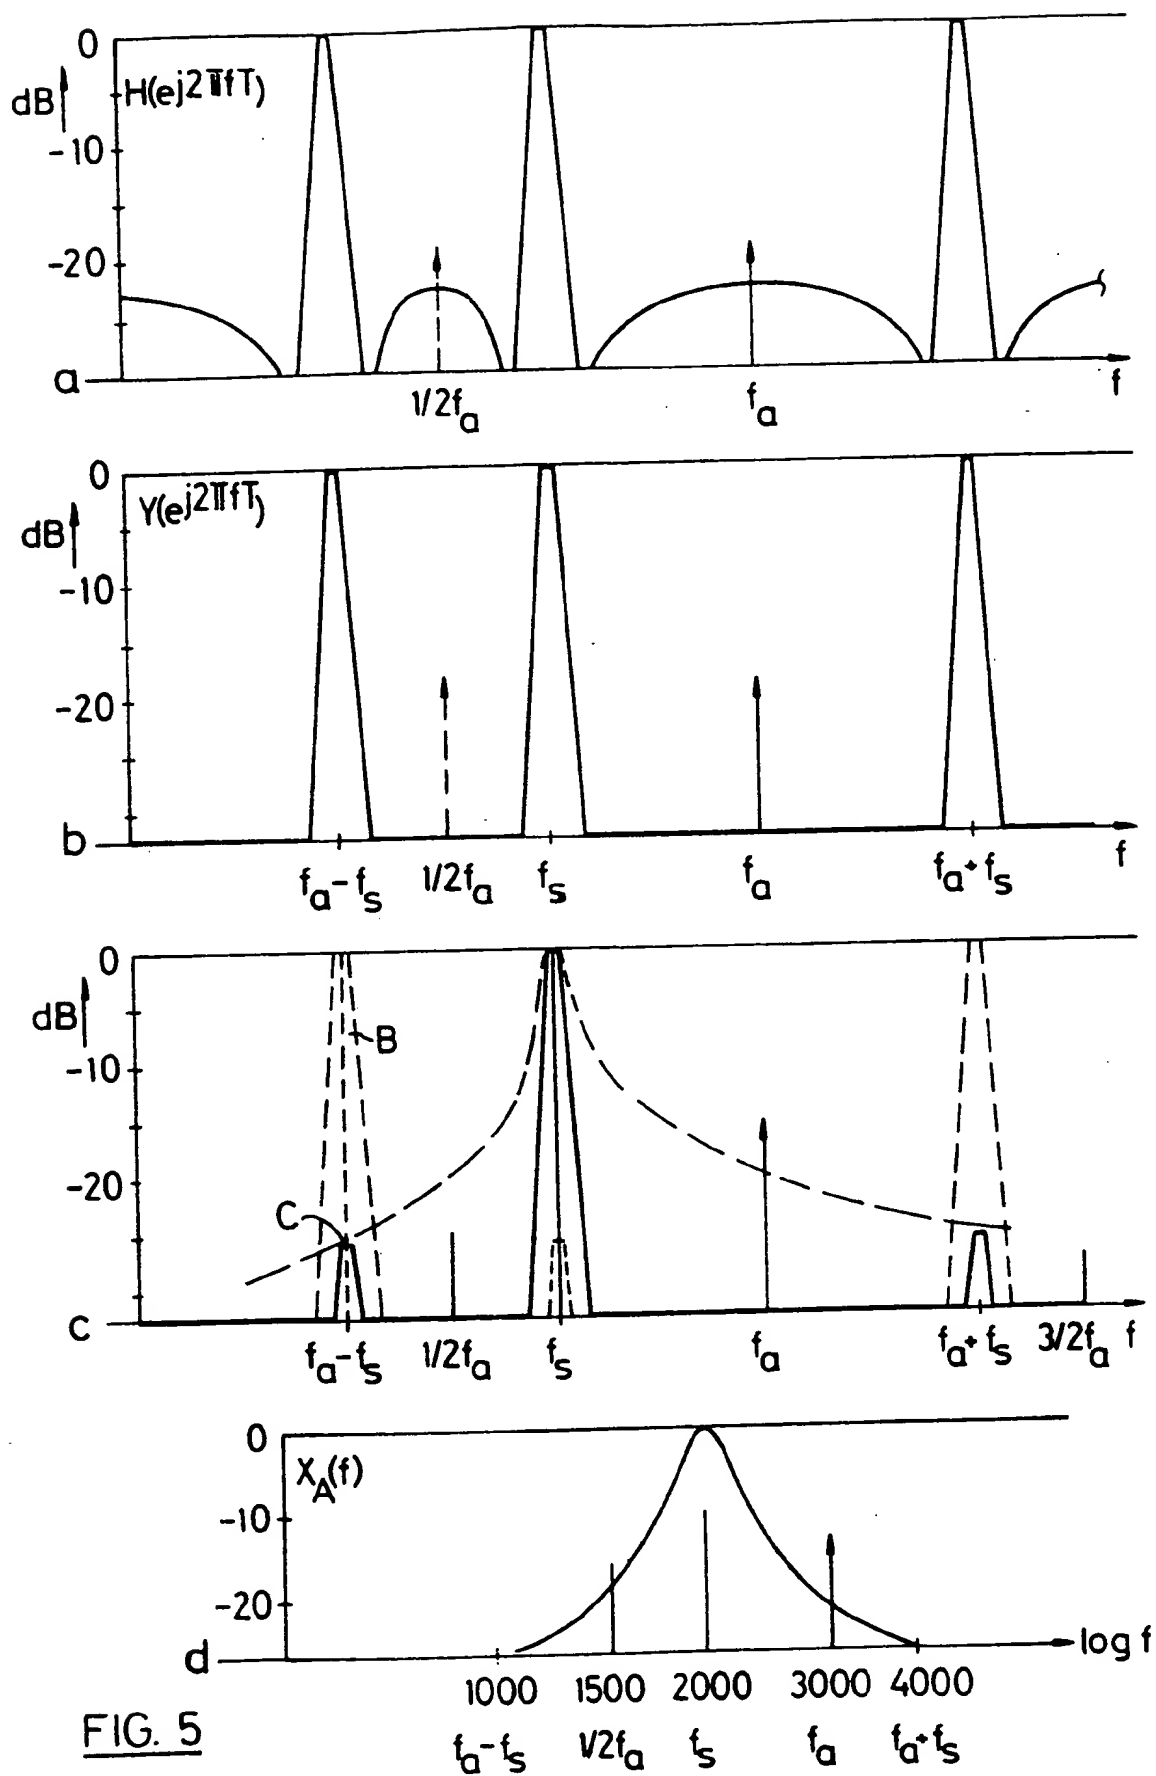 0
dB H(ej2πfT)
-10
-20
a
1/2fa fa f
0
dB Y(ej2πfT)
-10
-20
b
fa-fs 1/2fa fs fa fa+fs f
0
dB
B
-10
-20
C
c
fa-fs 1/2fa fs fa fa+fs 3/2fa f
0
XA(f)
-10
-20
d
log f
1000 1500 2000 3000 4000
fa-fs 1/2fa fs fa fa+fs
FIG. 5